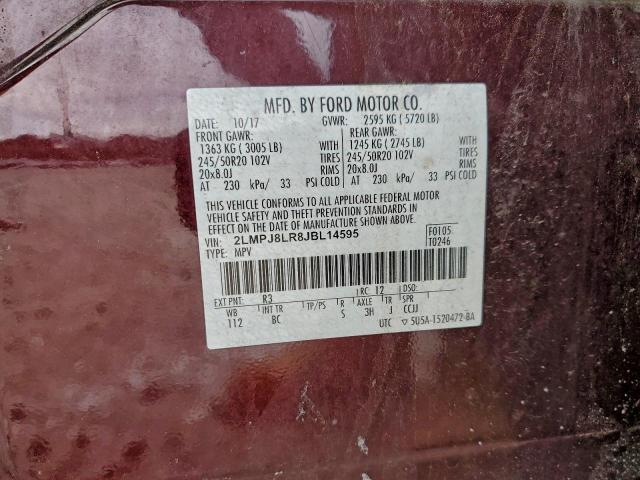 MFD. BY FORD MOTOR CO.
DATE: 10/17 GVWR: 2595 KG ( 5720 LB)
FRONT GAWR: REAR GAWR:
1363 KG ( 3005 LB) 1245 KG ( 2745 LB)
245/50R20 102V TIRES 245/50R20 102V TIRES
20x8.0J RIMS 20x8.0J RIMS
AT 230 kPa/ 33 PSI COLD AT 230 kPa/ 33 PSI COLD
THIS VEHICLE CONFORMS TO ALL APPLICABLE FEDERAL MOTOR
VEHICLE SAFETY AND THEFT PREVENTION STANDARDS IN
EFFECT ON THE DATE OF MANUFACTURE SHOWN ABOVE.
VIN: 2LMPJ8LR8JBL14595 F0105
TYPE: MPV T0246
EXT PNT: R3 RC: 12 DSO:
WB INT TR TP/PS R AXLE TR SPR
112 BC S 3H J CCJJ
UTC ▽ 5U5A-1520472-BA